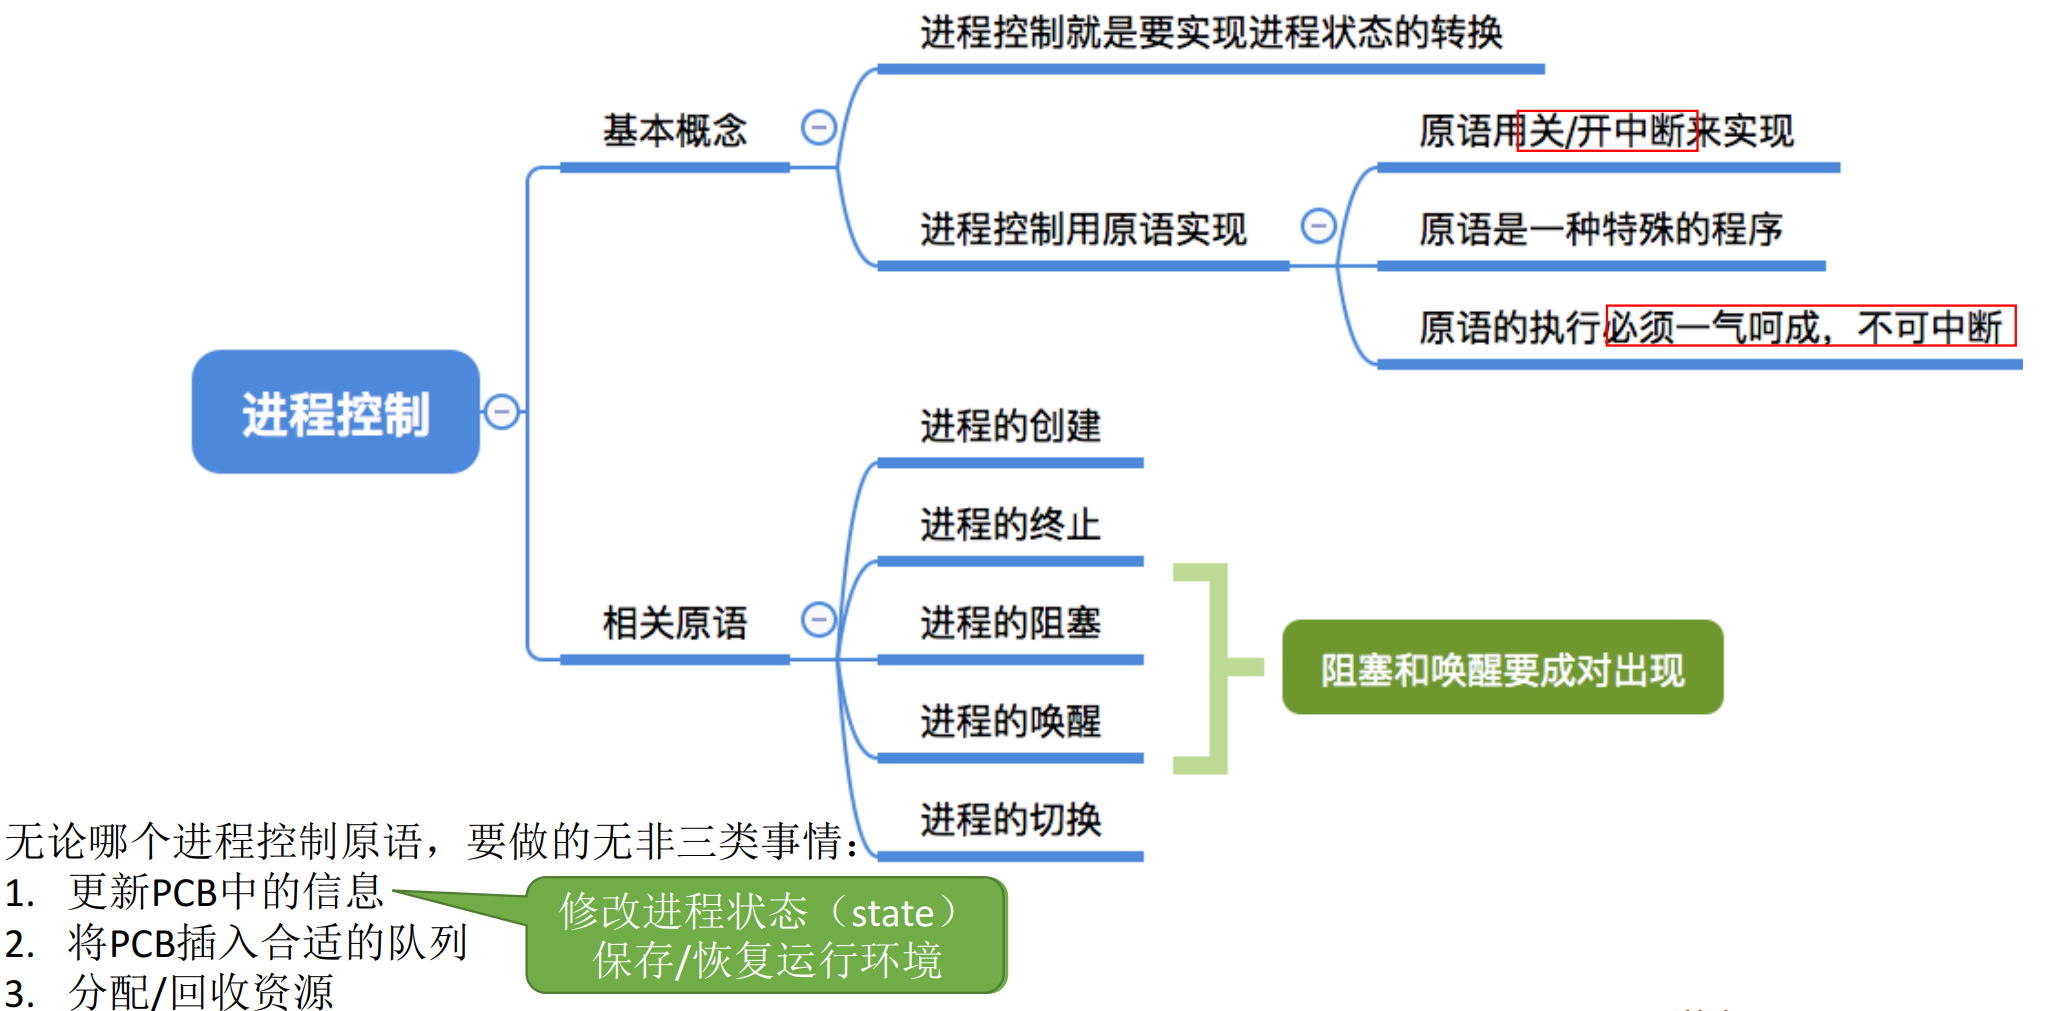 进程控制
基本概念
进程控制就是要实现进程状态的转换
进程控制用原语实现
原语用关/开中断来实现
原语是一种特殊的程序
原语的执行必须一气呵成，不可中断
相关原语
进程的创建
进程的终止
进程的阻塞
进程的唤醒
进程的切换
阻塞和唤醒要成对出现
无论哪个进程控制原语，要做的无非三类事情：
1. 更新PCB中的信息
2. 将PCB插入合适的队列
3. 分配/回收资源
修改进程状态（state）
保存/恢复运行环境